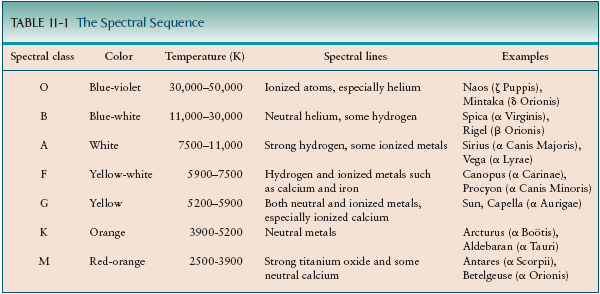 TABLE 11-1 The Spectral Sequence
Spectral class Color Temperature (K) Spectral lines Examples
O Blue-violet 30,000–50,000 Ionized atoms, especially helium Naos (ζ Puppis),
Mintaka (δ Orionis)
B Blue-white 11,000–30,000 Neutral helium, some hydrogen Spica (α Virginis),
Rigel (β Orionis)
A White 7500–11,000 Strong hydrogen, some ionized metals Sirius (α Canis Majoris),
Vega (α Lyrae)
F Yellow-white 5900–7500 Hydrogen and ionized metals such Canopus (α Carinae),
as calcium and iron Procyon (α Canis Minoris)
G Yellow 5200–5900 Both neutral and ionized metals, Sun, Capella (α Aurigae)
especially ionized calcium
K Orange 3900-5200 Neutral metals Arcturus (α Boötis),
Aldebaran (α Tauri)
M Red-orange 2500-3900 Strong titanium oxide and some Antares (α Scorpii),
neutral calcium Betelgeuse (α Orionis)